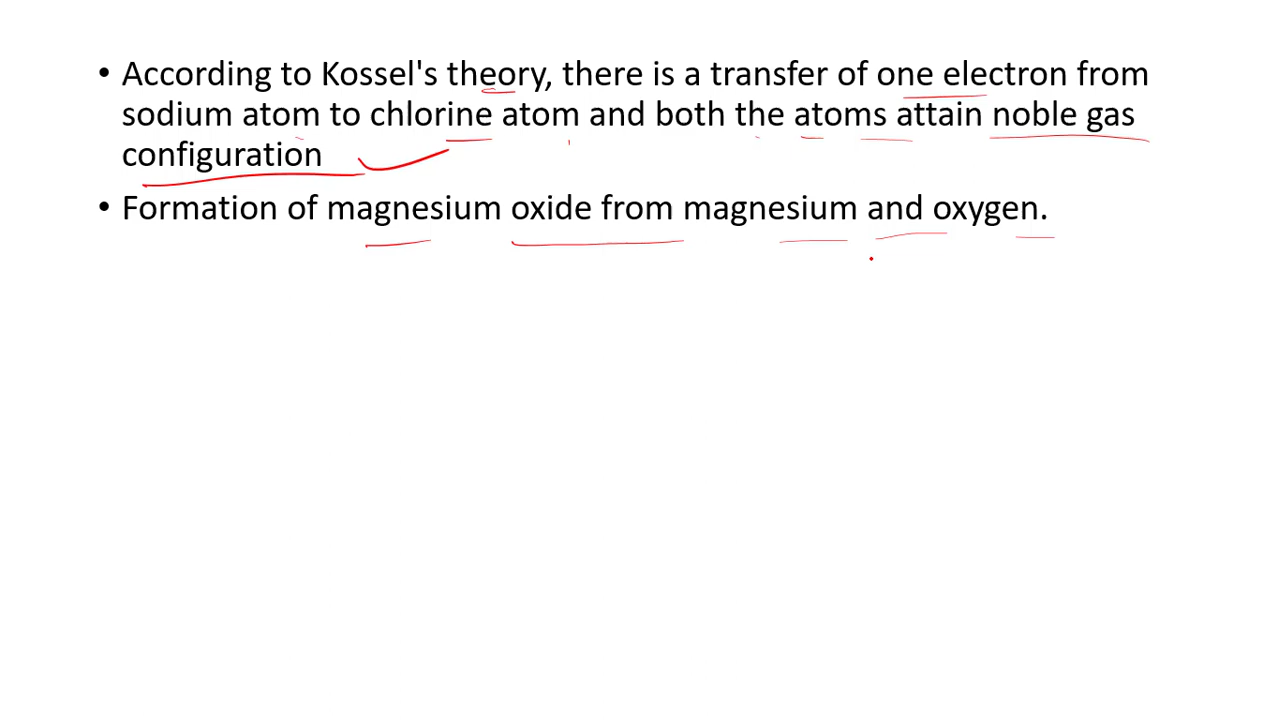 • According to Kossel's theory, there is a transfer of one electron from
sodium atom to chlorine atom and both the atoms attain noble gas
configuration
• Formation of magnesium oxide from magnesium and oxygen.